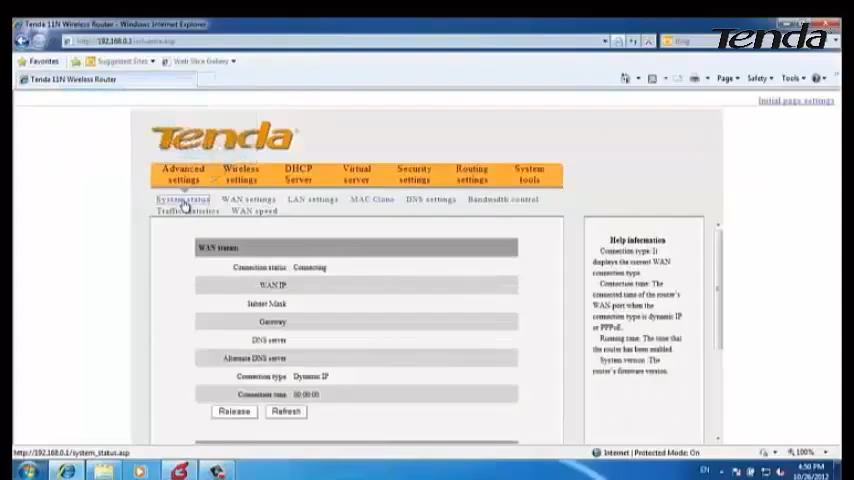 Tenda 11N Wireless Router - Windows Internet Explorer
Tenda
http://192.168.0.1/advance.asp
Bing
Favorites
Suggested Sites
Web Slice Gallery
Tenda 11N Wireless Router
Page
Safety
Tools
Initial page settings
Tenda
Advanced settings
Wireless settings
DHCP Server
Virtual server
Security settings
Routing settings
System tools
System status
WAN settings
LAN settings
MAC Clone
DNS settings
Bandwidth control
Traffic statistics
WAN speed
WAN status
Connection status Connecting
WAN IP
Subnet Mask
Gateway
DNS server
Alternate DNS server
Connection type Dynamic IP
Connection time 00:00:00
Release
Refresh
Help information
Connection type: It
displays the current WAN
connection type.
Connection time: The
connected time of the router's
WAN port when the
connection type is dynamic IP
or PPPoE.
Running time: The time that
the router has been enabled.
System version: The
router's firmware version.
http://192.168.0.1/system_status.asp
Internet | Protected Mode: On
100%
EN
4:50 PM
10/26/2012